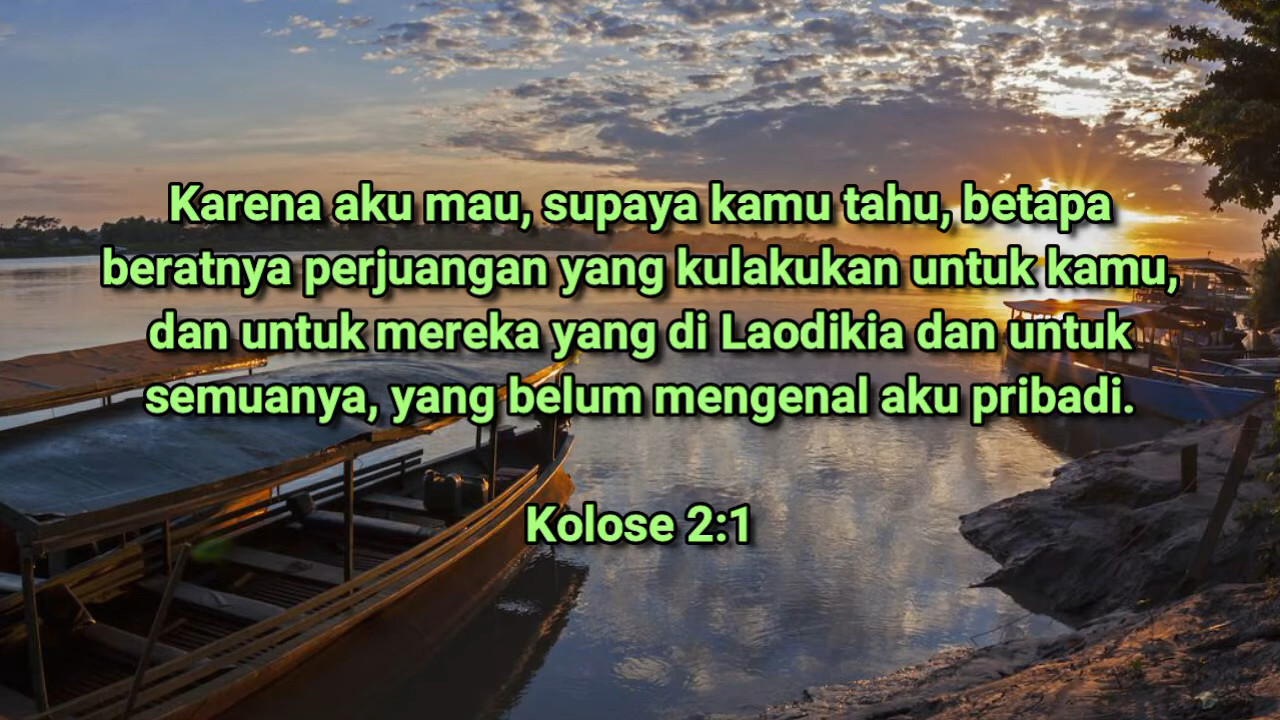 Karena aku mau, supaya kamu tahu, betapa
beratnya perjuangan yang kulakukan untuk kamu,
dan untuk mereka yang di Laodikia dan untuk
semuanya, yang belum mengenal aku pribadi.
Kolose 2:1